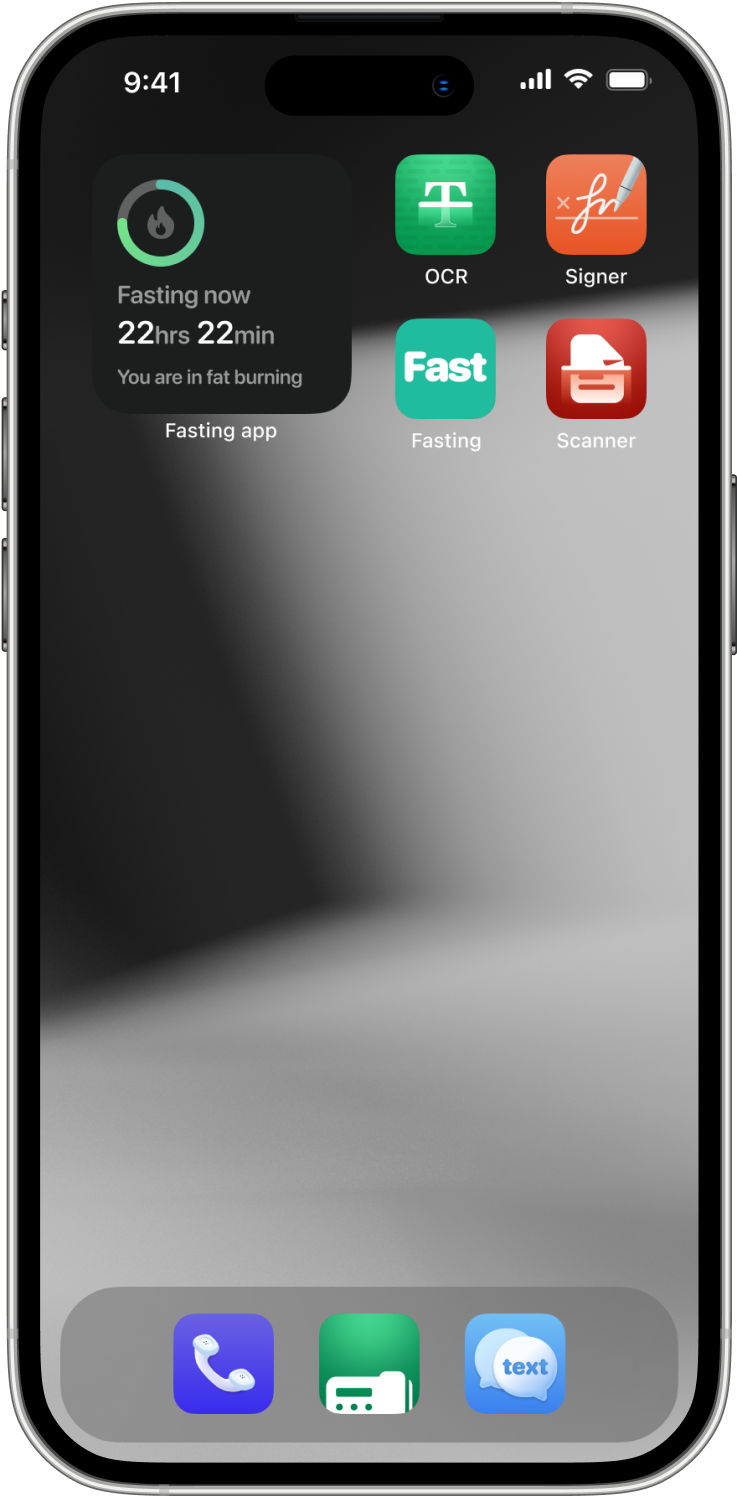 9:41
Fasting now
22hrs 22min
You are in fat burning
Fasting app
T
OCR
Signer
Fast
Fasting
Scanner
text